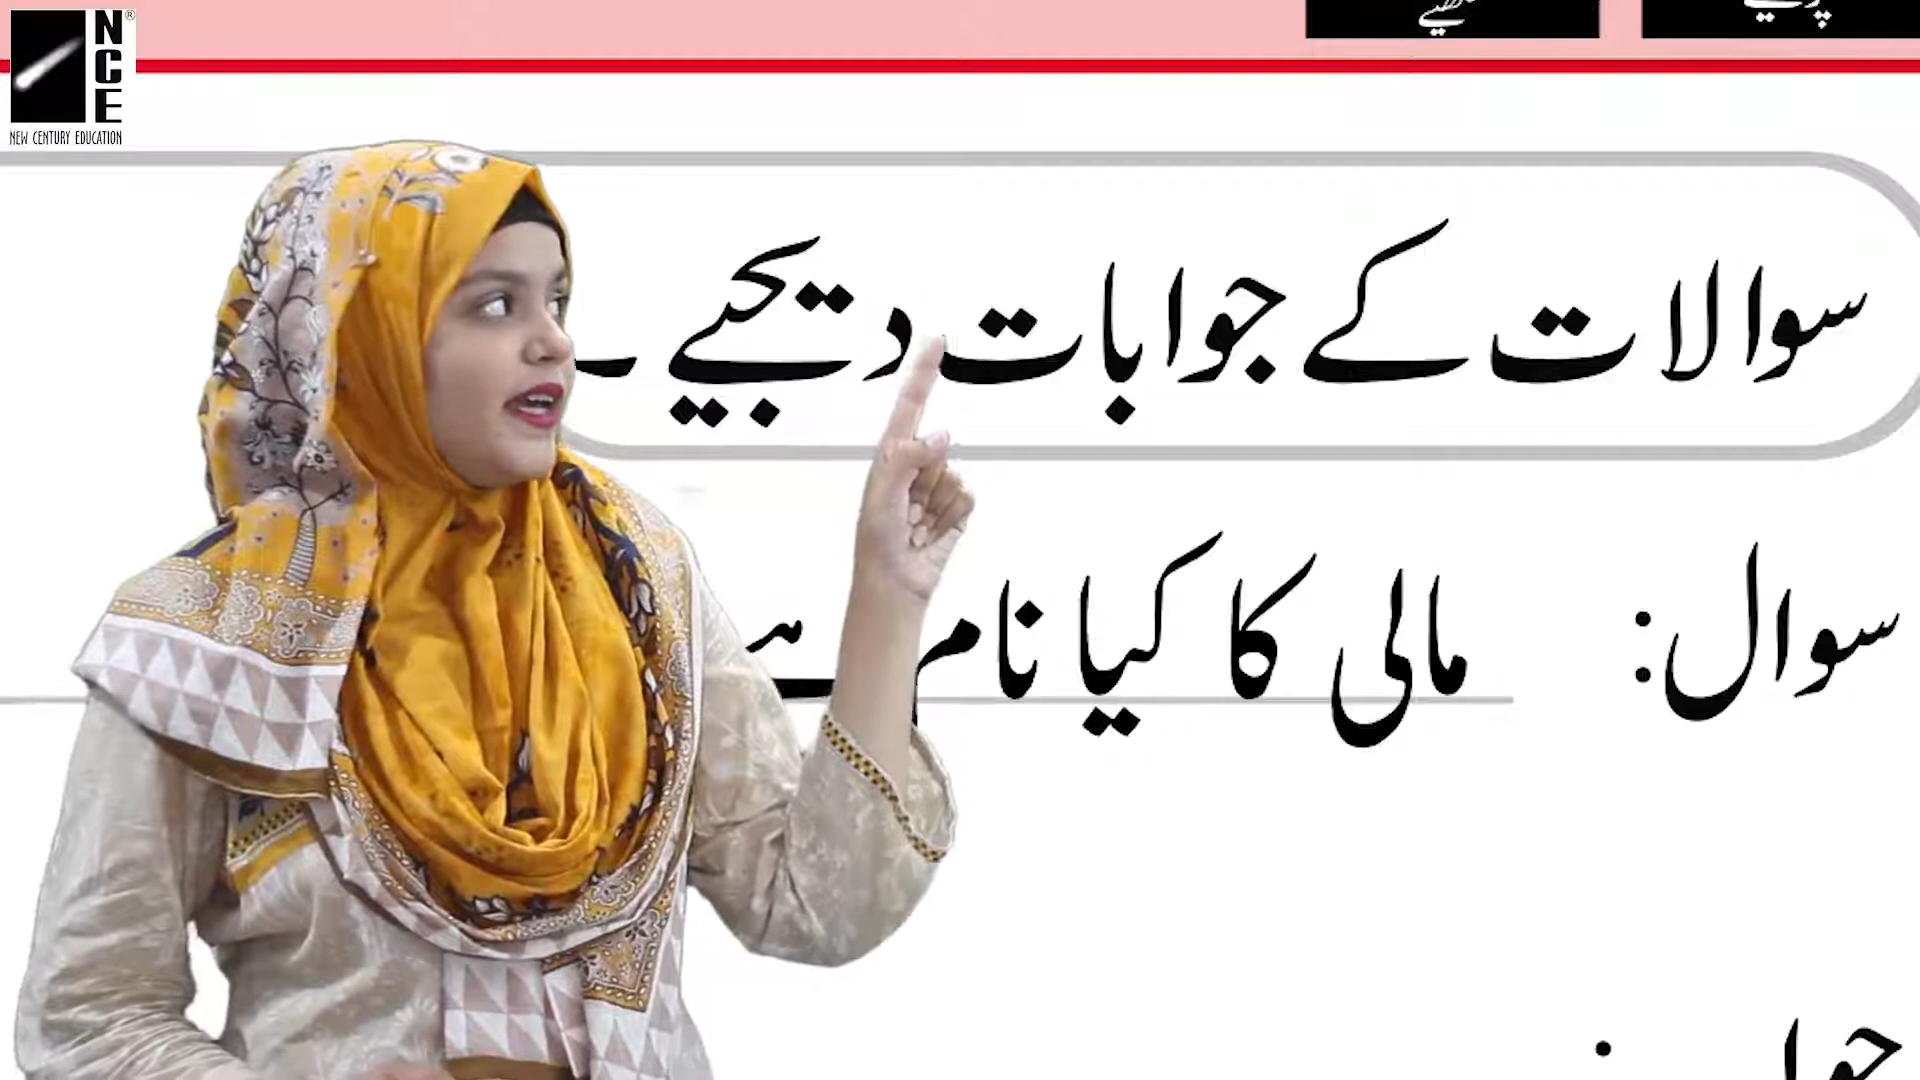 NCE®
NEW CENTURY EDUCATION
سوالات کے جوابات دیجیے ۔
سوال: مالی کا کیا نام ہے